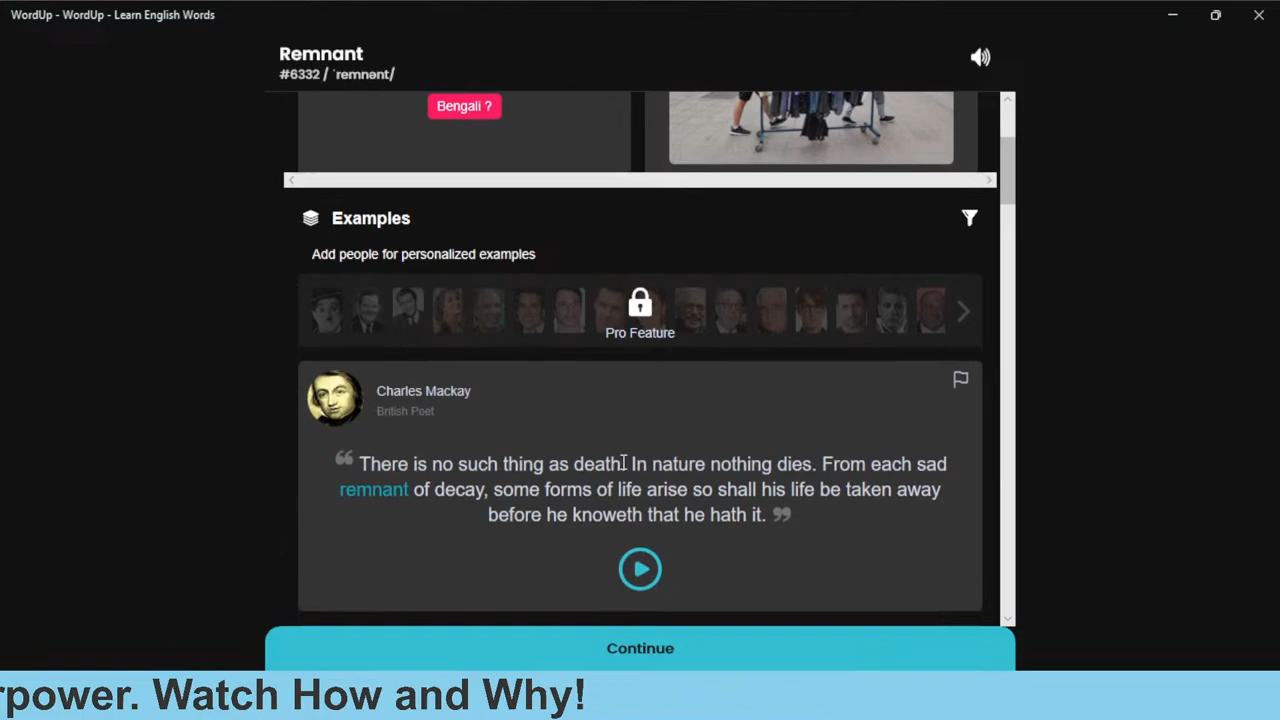 WordUp - WordUp - Learn English Words
Remnant
#6332 / ˈremnənt/
Bengali ?
Examples
Add people for personalized examples
Pro Feature
Charles Mackay
British Poet
“ There is no such thing as death. In nature nothing dies. From each sad
remnant of decay, some forms of life arise so shall his life be taken away
before he knoweth that he hath it. ”
Continue
rpower. Watch How and Why!